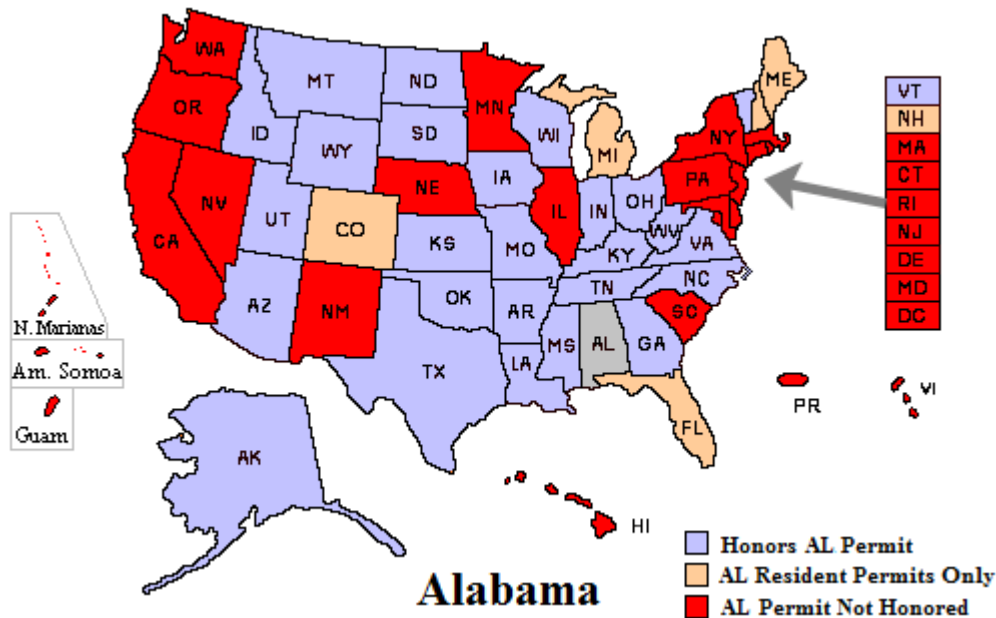 WA
MT
ND
MN
ME
VT
OR
ID
SD
WI
NY
NH
WY
MI
MA
IA
PA
CT
NE
NV
IL
IN
OH
RI
UT
CO
WV
NJ
CA
KS
MO
KY
VA
DE
TN
NC
MD
AZ
OK
AR
SC
DC
NM
N. Marianas
MS
AL
GA
LA
TX
Am. Somoa
VI
PR
FL
Guam
AK
HI
Honors AL Permit
AL Resident Permits Only
Alabama
AL Permit Not Honored